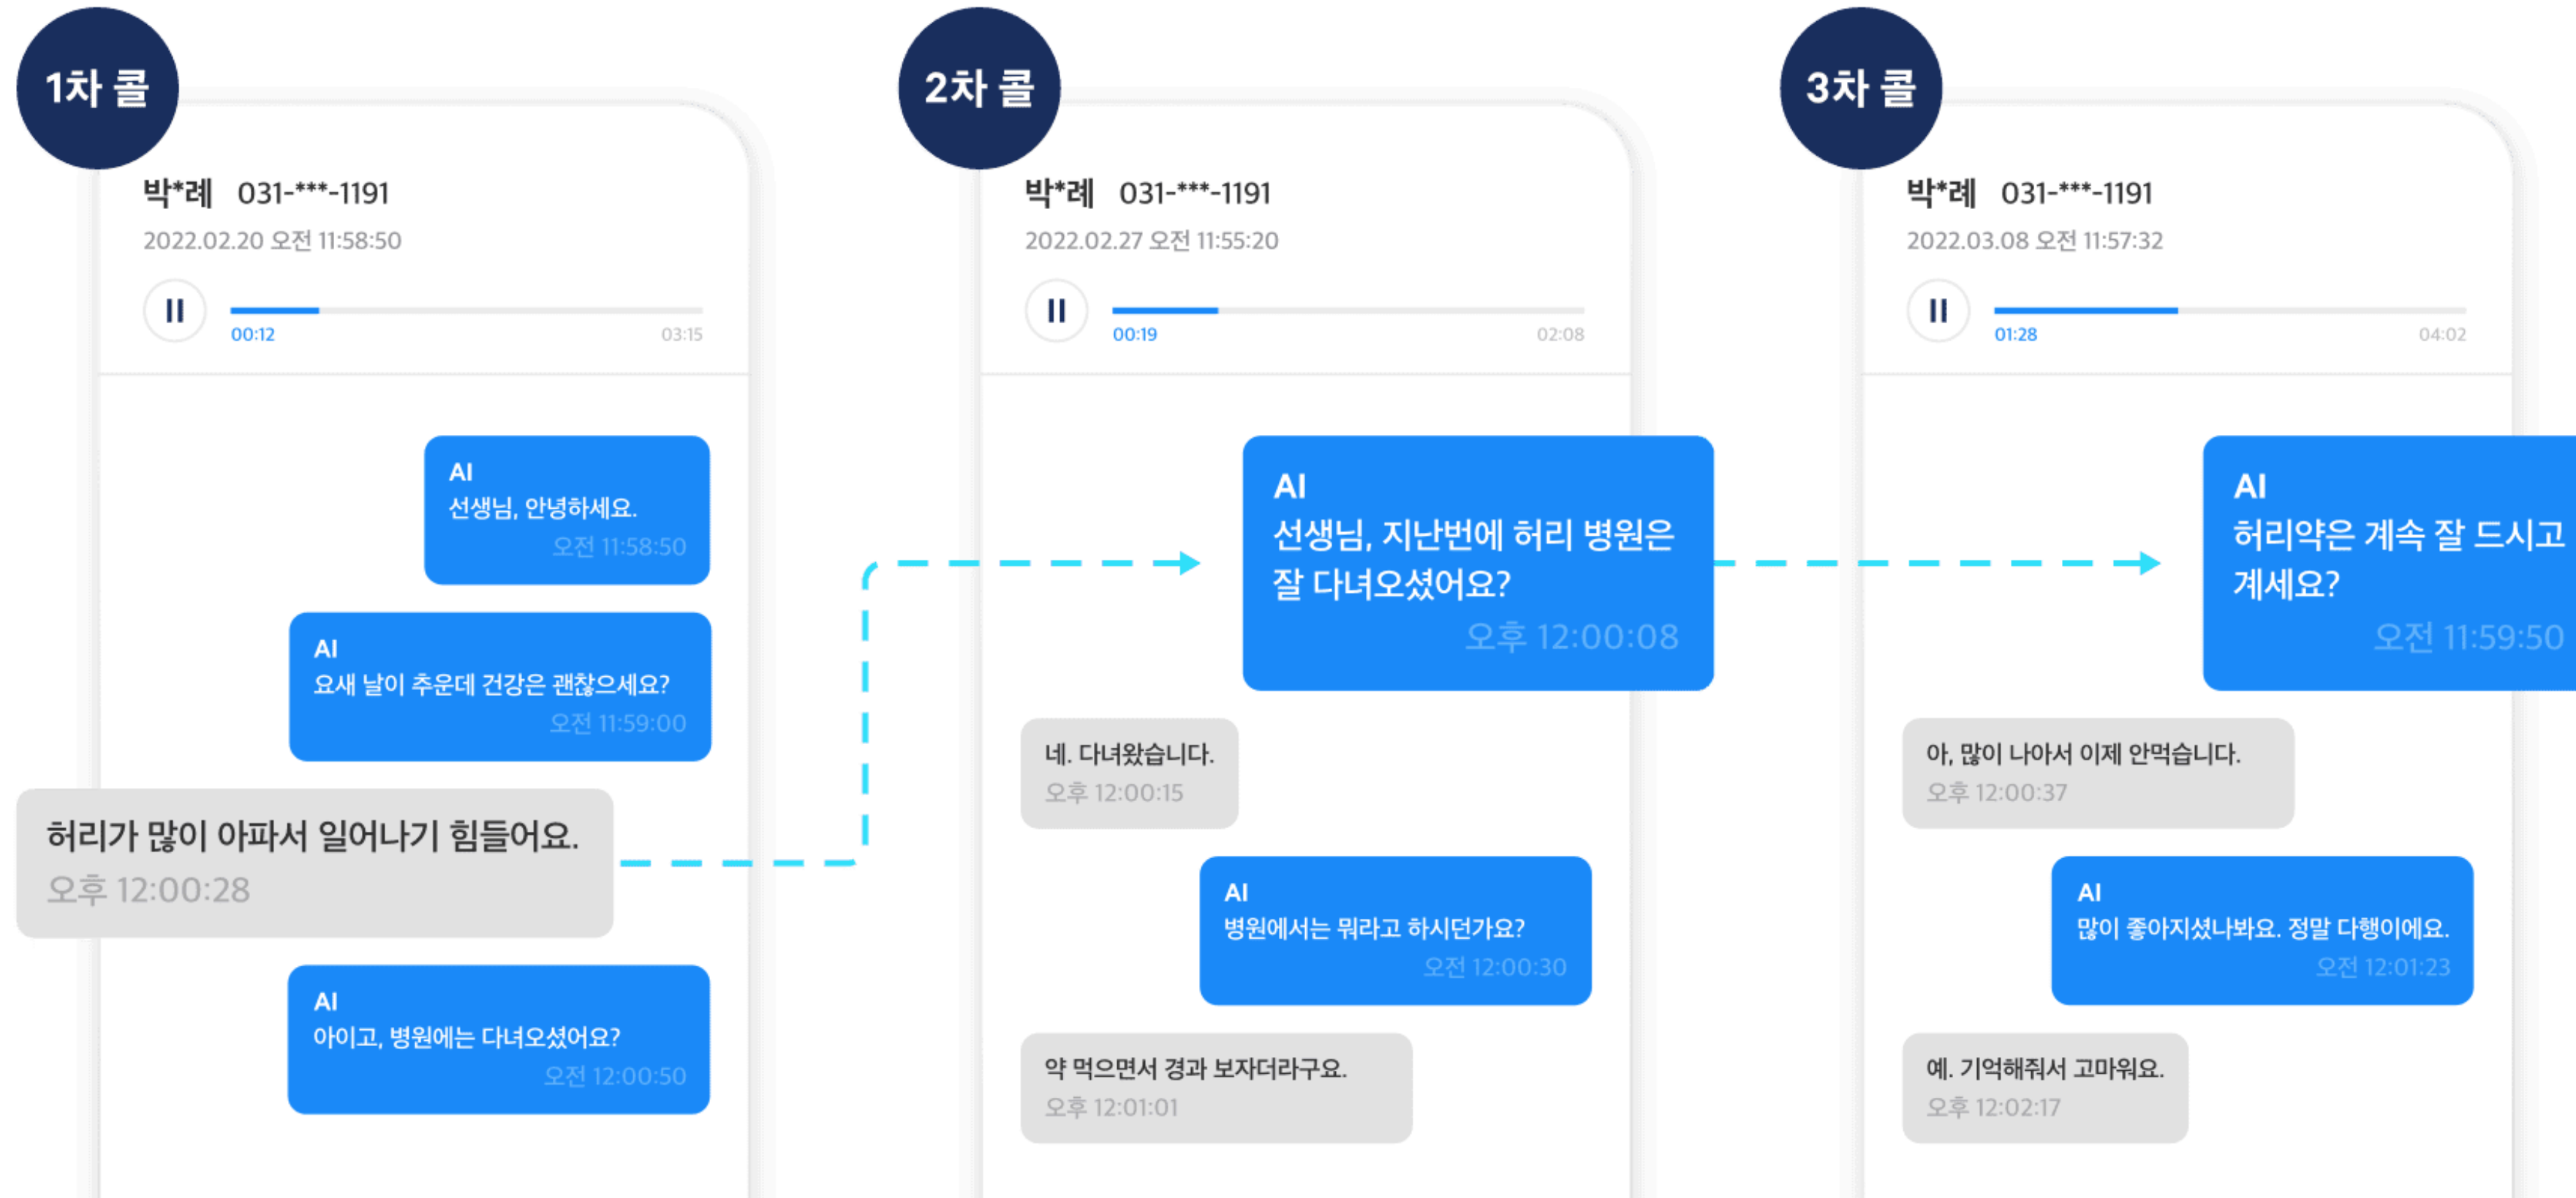 1차 콜
박*례 031-***-1191
2022.02.20 오전 11:58:50
00:12
03:15
AI
선생님, 안녕하세요.
오전 11:58:50
AI
요새 날이 추운데 건강은 괜찮으세요?
오전 11:59:00
허리가 많이 아파서 일어나기 힘들어요.
오후 12:00:28
AI
아이고, 병원에는 다녀오셨어요?
오전 12:00:50
2차 콜
박*례 031-***-1191
2022.02.27 오전 11:55:20
00:19
02:08
AI
선생님, 지난번에 허리 병원은
잘 다녀오셨어요?
오후 12:00:08
네. 다녀왔습니다.
오후 12:00:15
AI
병원에서는 뭐라고 하시던가요?
오전 12:00:30
약 먹으면서 경과 보자더라구요.
오후 12:01:01
3차 콜
박*례 031-***-1191
2022.03.08 오전 11:57:32
01:28
04:02
AI
허리약은 계속 잘 드시고
계세요?
오전 11:59:50
아, 많이 나아서 이제 안먹습니다.
오후 12:00:37
AI
많이 좋아지셨나봐요. 정말 다행이에요.
오전 12:01:23
예. 기억해줘서 고마워요.
오후 12:02:17